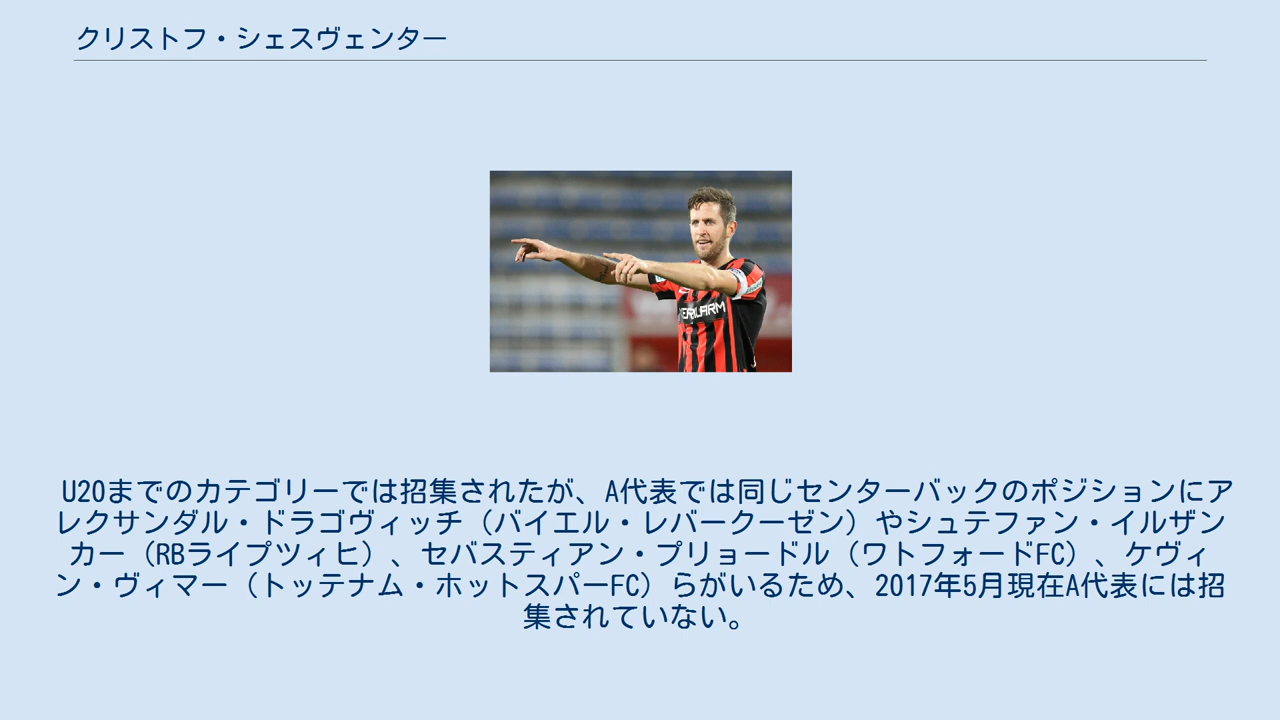 クリストフ・シェスヴェンター
U20までのカテゴリーでは招集されたが、A代表では同じセンターバックのポジションにア
レクサンダル・ドラゴヴィッチ（バイエル・レバークーゼン）やシュテファン・イルザン
カー（RBライプツィヒ）、セバスティアン・プリョードル（ワトフォードFC）、ケヴィ
ン・ヴィマー（トッテナム・ホットスパーFC）らがいるため、2017年5月現在A代表には招
集されていない。